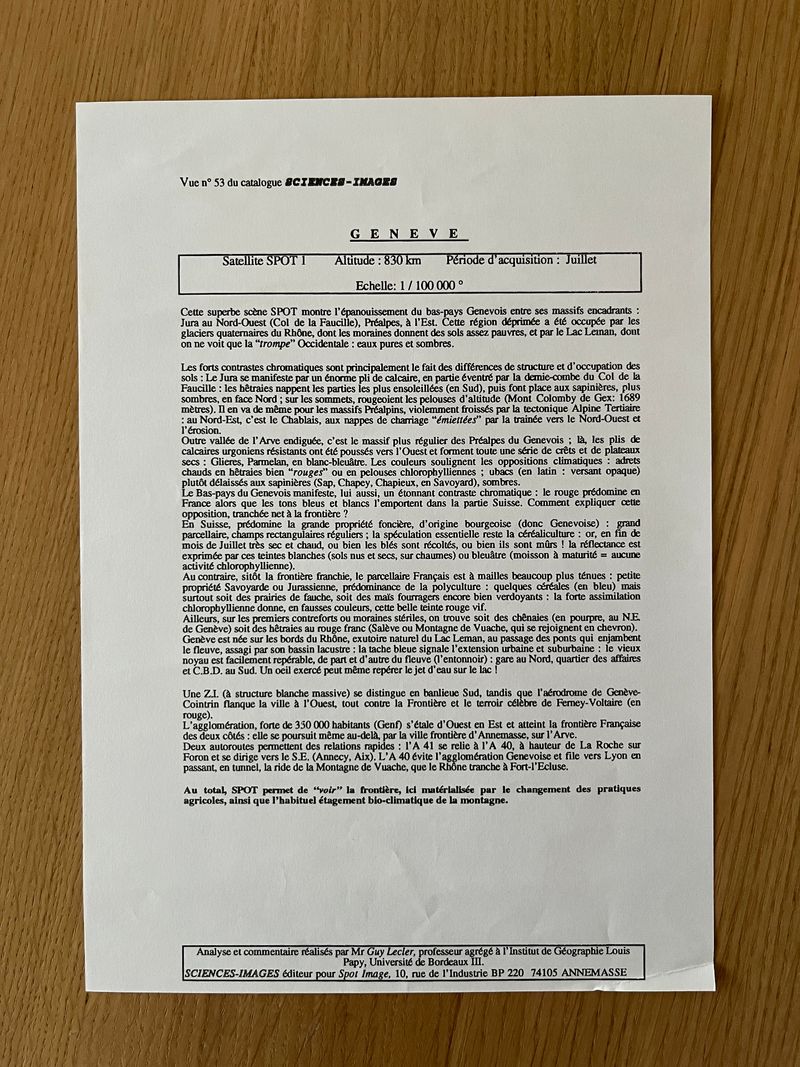 Vue n° 53 du catalogue SCIENCES-IMAGES
GENEVE
Satellite SPOT 1 Altitude : 830 km Période d'acquisition : Juillet
Echelle: 1 / 100 000 °
Cette superbe scène SPOT montre l'épanouissement du bas-pays Genevois entre ses massifs encadrants :
Jura au Nord-Ouest (Col de la Faucille), Préalpes, à l'Est. Cette région déprimée a été occupée par les
glaciers quaternaires du Rhône, dont les moraines donnent des sols assez pauvres, et par le Lac Leman, dont
on ne voit que la "trompe" Occidentale : eaux pures et sombres.
Les forts contrastes chromatiques sont principalement le fait des différences de structure et d'occupation des
sols : Le Jura se manifeste par un énorme pli de calcaire, en partie éventré par la demie-combe du Col de la
Faucille : les hêtraies nappent les parties les plus ensoleillées (en Sud), puis font place aux sapinières, plus
sombres, en face Nord ; sur les sommets, rougeoient les pelouses d'altitude (Mont Colomby de Gex: 1689
mètres). Il en va de même pour les massifs Préalpins, violemment froissés par la tectonique Alpine Tertiaire
: au Nord-Est, c'est le Chablais, aux nappes de charriage "émiettées" par la trainée vers le Nord-Ouest et
l'érosion.
Outre vallée de l'Arve endiguée, c'est le massif plus régulier des Préalpes du Genevois ; là, les plis de
calcaires urgoniens résistants ont été poussés vers l'Ouest et forment toute une série de crêts et de plateaux
secs : Glieres, Parmelan, en blanc-bleuâtre. Les couleurs soulignent les oppositions climatiques : adrets
chauds en hêtraies bien "rouges" ou en pelouses chlorophylliennes ; ubacs (en latin : versant opaque)
plutôt délaissés aux sapinières (Sap, Chapey, Chapieux, en Savoyard), sombres.
Le Bas-pays du Genevois manifeste, lui aussi, un étonnant contraste chromatique : le rouge prédomine en
France alors que les tons bleus et blancs l'emportent dans la partie Suisse. Comment expliquer cette
opposition, tranchée net à la frontière ?
En Suisse, prédomine la grande propriété foncière, d'origine bourgeoise (donc Genevoise) : grand
parcellaire, champs rectangulaires réguliers ; la spéculation essentielle reste la céréaliculture : or, en fin de
mois de Juillet très sec et chaud, ou bien les blés sont récoltés, ou bien ils sont mûrs ! la réflectance est
exprimée par ces teintes blanches (sols nus et secs, sur chaumes) ou bleuâtre (moisson à maturité = aucune
activité chlorophyllienne).
Au contraire, sitôt la frontière franchie, le parcellaire Français est à mailles beaucoup plus ténues : petite
propriété Savoyarde ou Jurassienne, prédominance de la polyculture : quelques céréales (en bleu) mais
surtout soit des prairies de fauche, soit des maïs fourragers encore bien verdoyants : la forte assimilation
chlorophyllienne donne, en fausses couleurs, cette belle teinte rouge vif.
Ailleurs, sur les premiers contreforts ou moraines stériles, on trouve soit des chênaies (en pourpre, au N.E.
de Genève) soit des hêtraies au rouge franc (Salève ou Montagne de Vuache, qui se rejoignent en chevron).
Genève est née sur les bords du Rhône, exutoire naturel du Lac Leman, au passage des ponts qui enjambent
le fleuve, assagi par son bassin lacustre : la tache bleue signale l'extension urbaine et suburbaine : le vieux
noyau est facilement repérable, de part et d'autre du fleuve (l'entonnoir) : gare au Nord, quartier des affaires
et C.B.D. au Sud. Un oeil exercé peut même repérer le jet d'eau sur le lac !
Une Z.I. (à structure blanche massive) se distingue en banlieue Sud, tandis que l'aérodrome de Genève-
Cointrin flanque la ville à l'Ouest, tout contre la Frontière et le terroir célèbre de Ferney-Voltaire (en
rouge).
L'agglomération, forte de 350 000 habitants (Genf) s'étale d'Ouest en Est et atteint la frontière Française
des deux côtés : elle se poursuit même au-delà, par la ville frontière d'Annemasse, sur l'Arve.
Deux autoroutes permettent des relations rapides : l'A 41 se relie à l'A 40, à hauteur de La Roche sur
Foron et se dirige vers le S.E. (Annecy, Aix). L'A 40 évite l'agglomération Genevoise et file vers Lyon en
passant, en tunnel, la ride de la Montagne de Vuache, que le Rhône tranche à Fort-l'Ecluse.
Au total, SPOT permet de "voir" la frontière, ici matérialisée par le changement des pratiques
agricoles, ainsi que l'habituel étagement bio-climatique de la montagne.
Analyse et commentaire réalisés par Mr Guy Lecler, professeur agrégé à l'Institut de Géographie Louis
Papy, Université de Bordeaux III.
SCIENCES-IMAGES éditeur pour Spot Image, 10, rue de l'Industrie BP 220 74105 ANNEMASSE